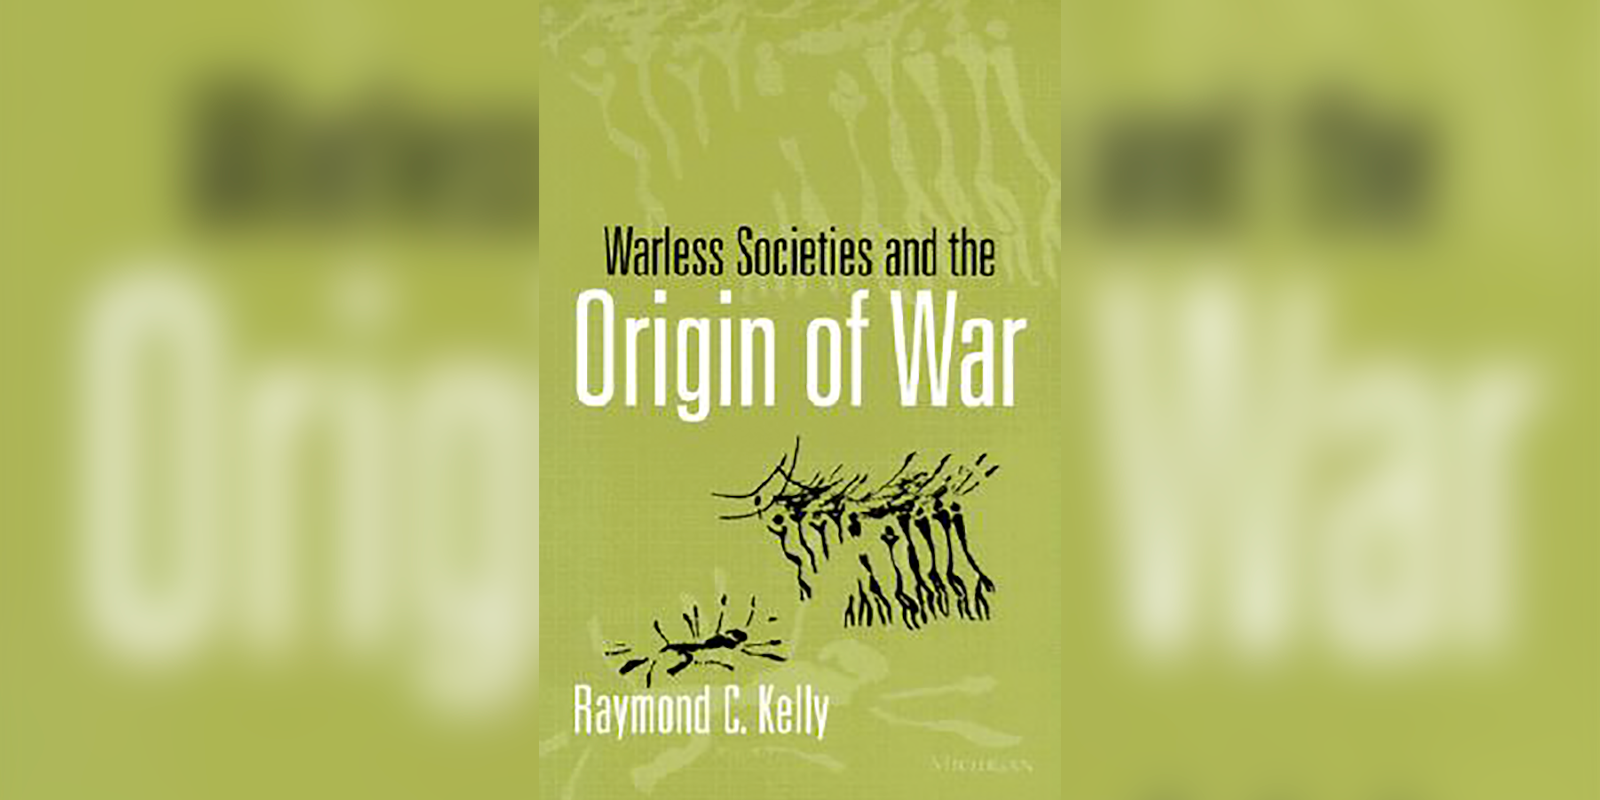 Warless Societies and the
Origin of War
Raymond C. Kelly
MICHIGAN